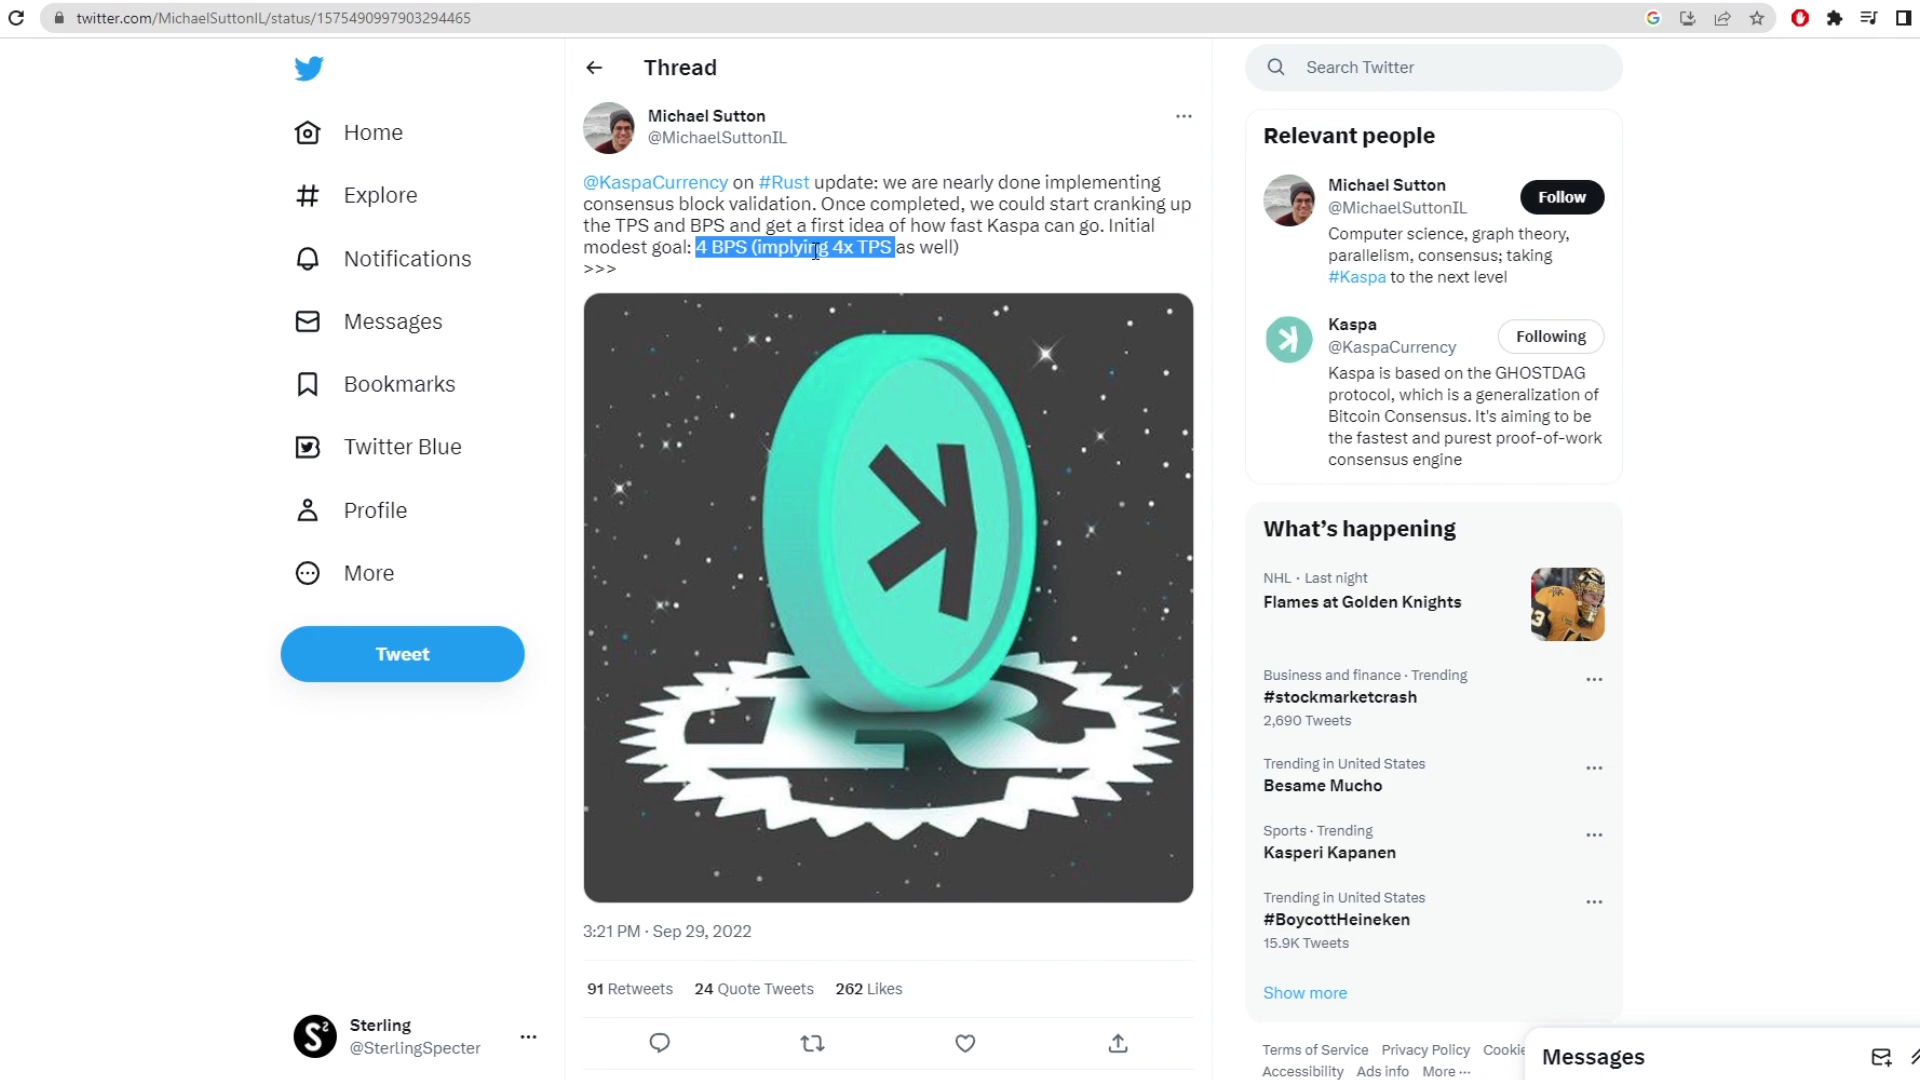 twitter.com/MichaelSuttonIL/status/1575490997903294465
Home
Explore
Notifications
Messages
Bookmarks
Twitter Blue
Profile
More
Tweet
Sterling
@SterlingSpecter
Thread
Michael Sutton
@MichaelSuttonIL
@KaspaCurrency on #Rust update: we are nearly done implementing
consensus block validation. Once completed, we could start cranking up
the TPS and BPS and get a first idea of how fast Kaspa can go. Initial
modest goal: 4 BPS (implying 4x TPS as well)
>>>
3:21 PM · Sep 29, 2022
91 Retweets 24 Quote Tweets 262 Likes
Search Twitter
Relevant people
Michael Sutton
@MichaelSuttonIL
Follow
Computer science, graph theory,
parallelism, consensus; taking
#Kaspa to the next level
Kaspa
@KaspaCurrency
Following
Kaspa is based on the GHOSTDAG
protocol, which is a generalization of
Bitcoin Consensus. It's aiming to be
the fastest and purest proof-of-work
consensus engine
What's happening
NHL · Last night
Flames at Golden Knights
Business and finance · Trending
#stockmarketcrash
2,690 Tweets
Trending in United States
Besame Mucho
Sports · Trending
Kasperi Kapanen
Trending in United States
#BoycottHeineken
15.9K Tweets
Show more
Terms of Service Privacy Policy Cookie
Accessibility Ads info More ...
Messages